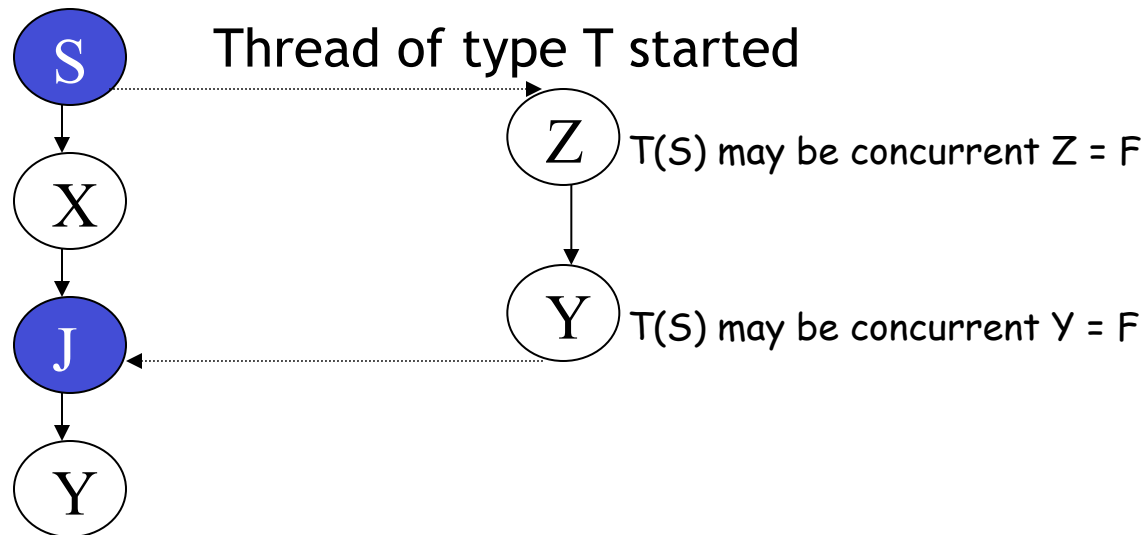 S
Thread of type T started
Z
T(S) may be concurrent Z = F
X
Y
T(S) may be concurrent Y = F
J
Y